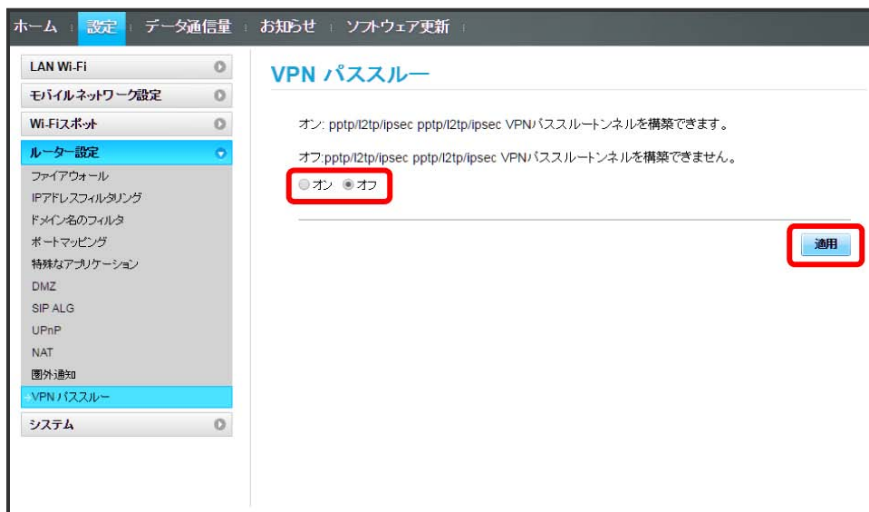 ホーム 設定 データ通信量 お知らせ ソフトウェア更新
LAN Wi-Fi
モバイルネットワーク設定
Wi-Fiスポット
ルーター設定
ファイアウォール
IPアドレスフィルタリング
ドメイン名のフィルタ
ポートマッピング
特殊なアプリケーション
DMZ
SIP ALG
UPnP
NAT
圏外通知
VPN パススルー
システム
VPN パススルー
オン: pptp/l2tp/ipsec pptp/l2tp/ipsec VPNパススルートンネルを構築できます。
オフ:pptp/l2tp/ipsec pptp/l2tp/ipsec VPNパススルートンネルを構築できません。
オン オフ
適用